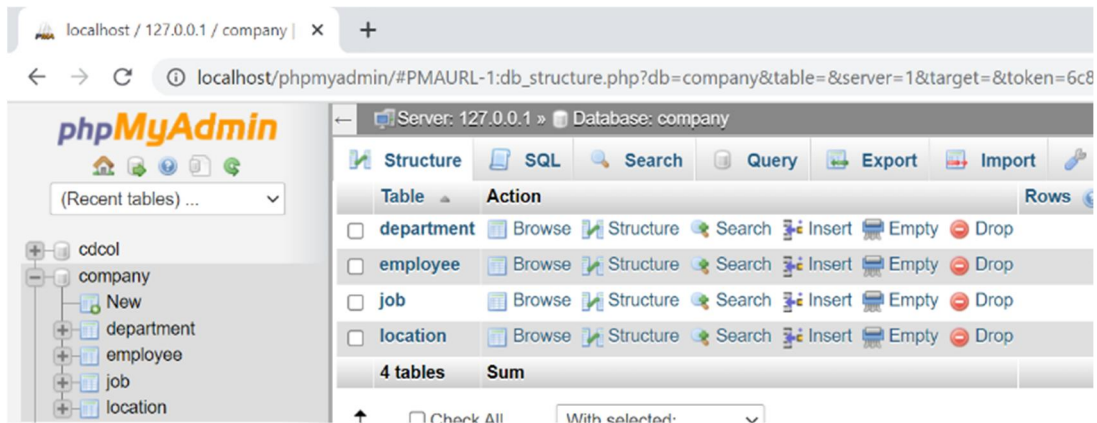 localhost / 127.0.0.1 / company |
localhost/phpmyadmin/#PMAURL-1:db_structure.php?db=company&table=&server=1&target=&token=6c8
phpMyAdmin
(Recent tables) ...
cdcol
company
New
department
employee
job
location
Server: 127.0.0.1 » Database: company
Structure SQL Search Query Export Import
Table Action Rows
department Browse Structure Search Insert Empty Drop
employee Browse Structure Search Insert Empty Drop
job Browse Structure Search Insert Empty Drop
location Browse Structure Search Insert Empty Drop
4 tables Sum
Check All With selected: